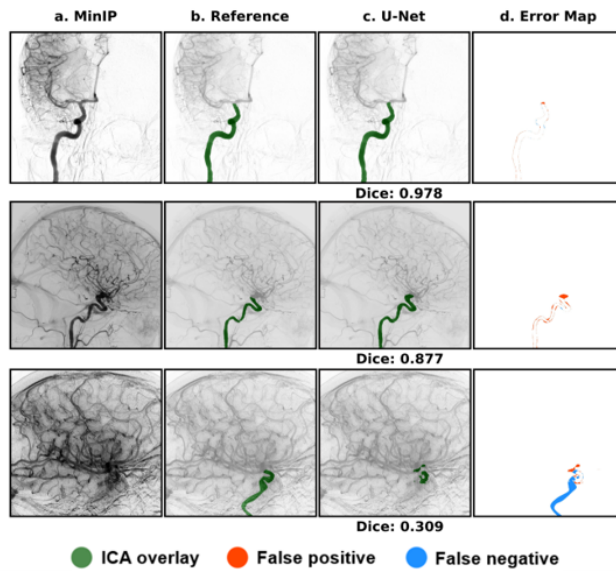 a. MinIP b. Reference c. U-Net d. Error Map
Dice: 0.978
Dice: 0.877
Dice: 0.309
ICA overlay False positive False negative